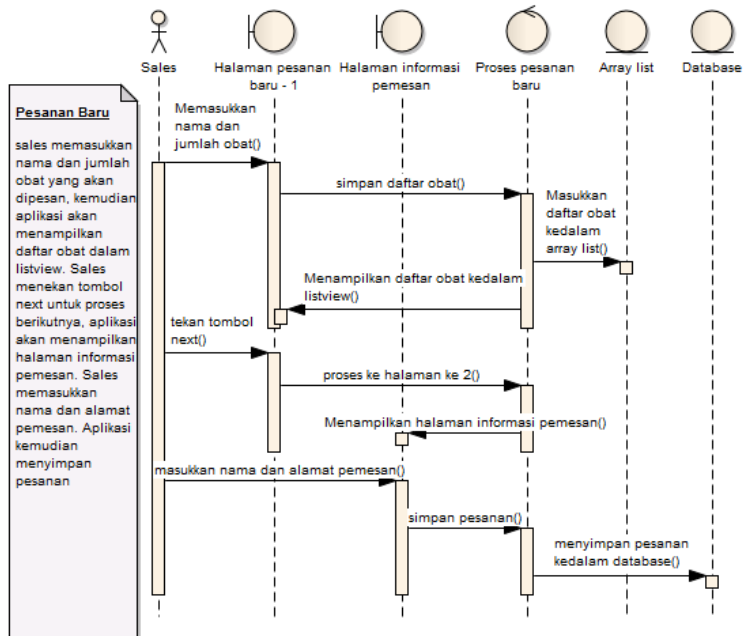 Sales
Halaman pesanan
baru - 1
Halaman informasi
pemesan
Proses pesanan
baru
Array list
Database
Pesanan Baru
sales memasukkan
nama dan jumlah
obat yang akan
dipesan, kemudian
aplikasi akan
menampilkan
daftar obat dalam
listview. Sales
menekan tombol
next untuk proses
berikutnya, aplikasi
akan menampilkan
halaman informasi
pemesan. Sales
memasukkan
nama dan alamat
pemesan. Aplikasi
kemudian
menyimpan
pesanan
Memasukkan
nama dan
jumlah obat()
simpan daftar obat()
Masukkan
daftar obat
kedalam
array list()
Menampilkan daftar obat kedalam
listview()
tekan tombol
next()
proses ke halaman ke 2()
Menampilkan halaman informasi pemesan()
masukkan nama dan alamat pemesan()
simpan pesanan()
menyimpan pesanan
kedalam database()